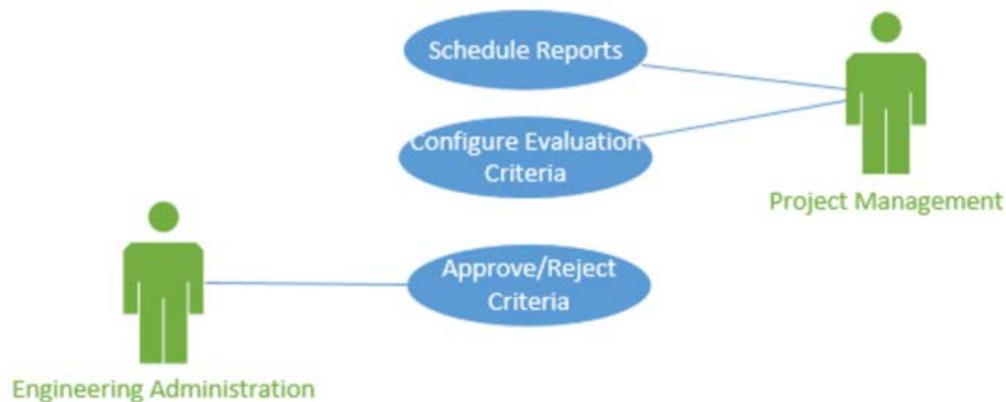 Schedule Reports
Configure Evaluation
Criteria
Project Management
Approve/Reject
Criteria
Engineering Administration